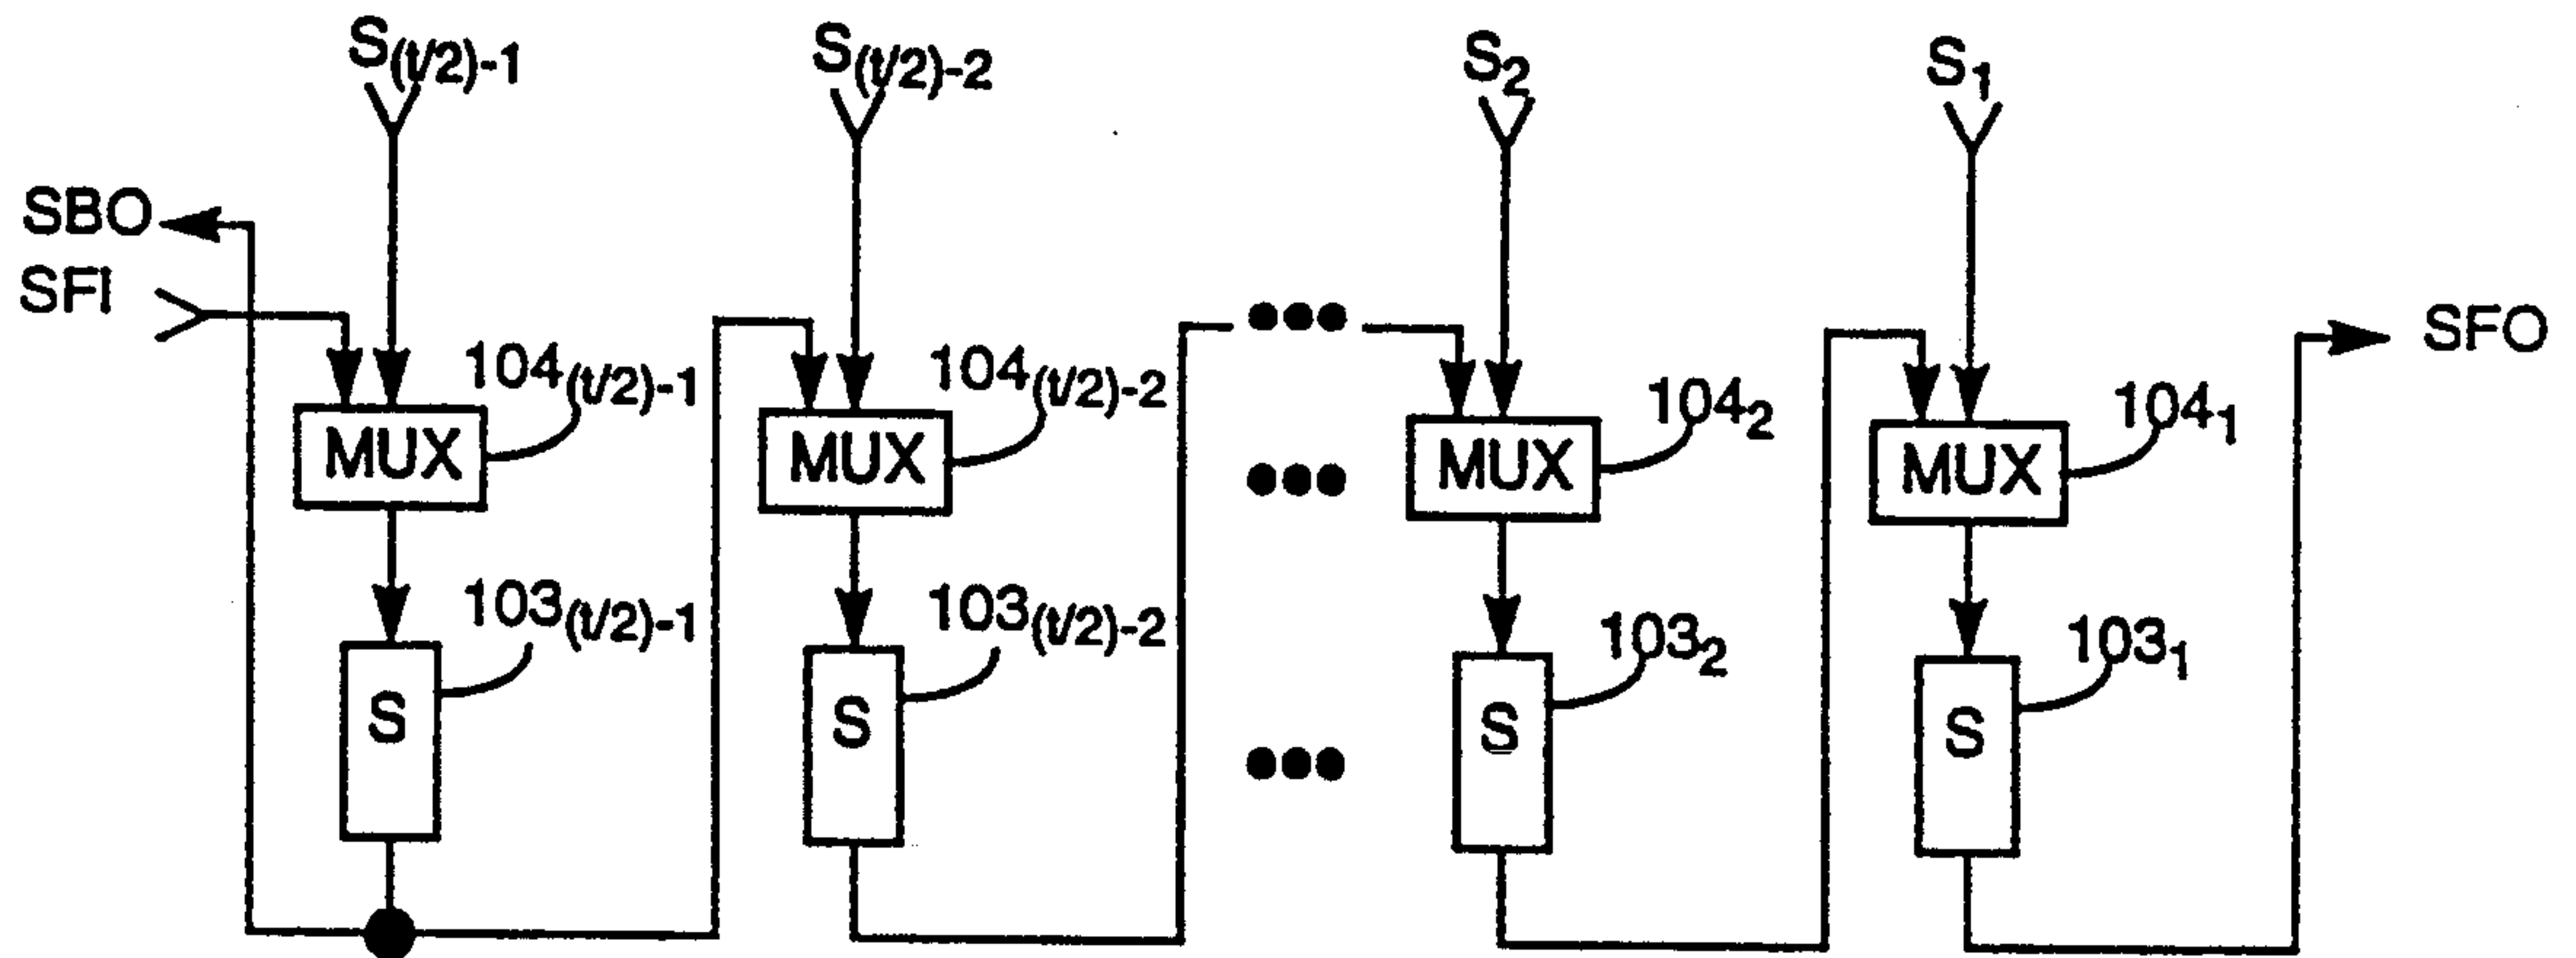 S(t/2)-1
S(t/2)-2
S2
S1
SBO
SFI
SFO
104(t/2)-1
104(t/2)-2
1042
1041
MUX
MUX
MUX
MUX
103(t/2)-1
103(t/2)-2
1032
1031
S
S
S
S